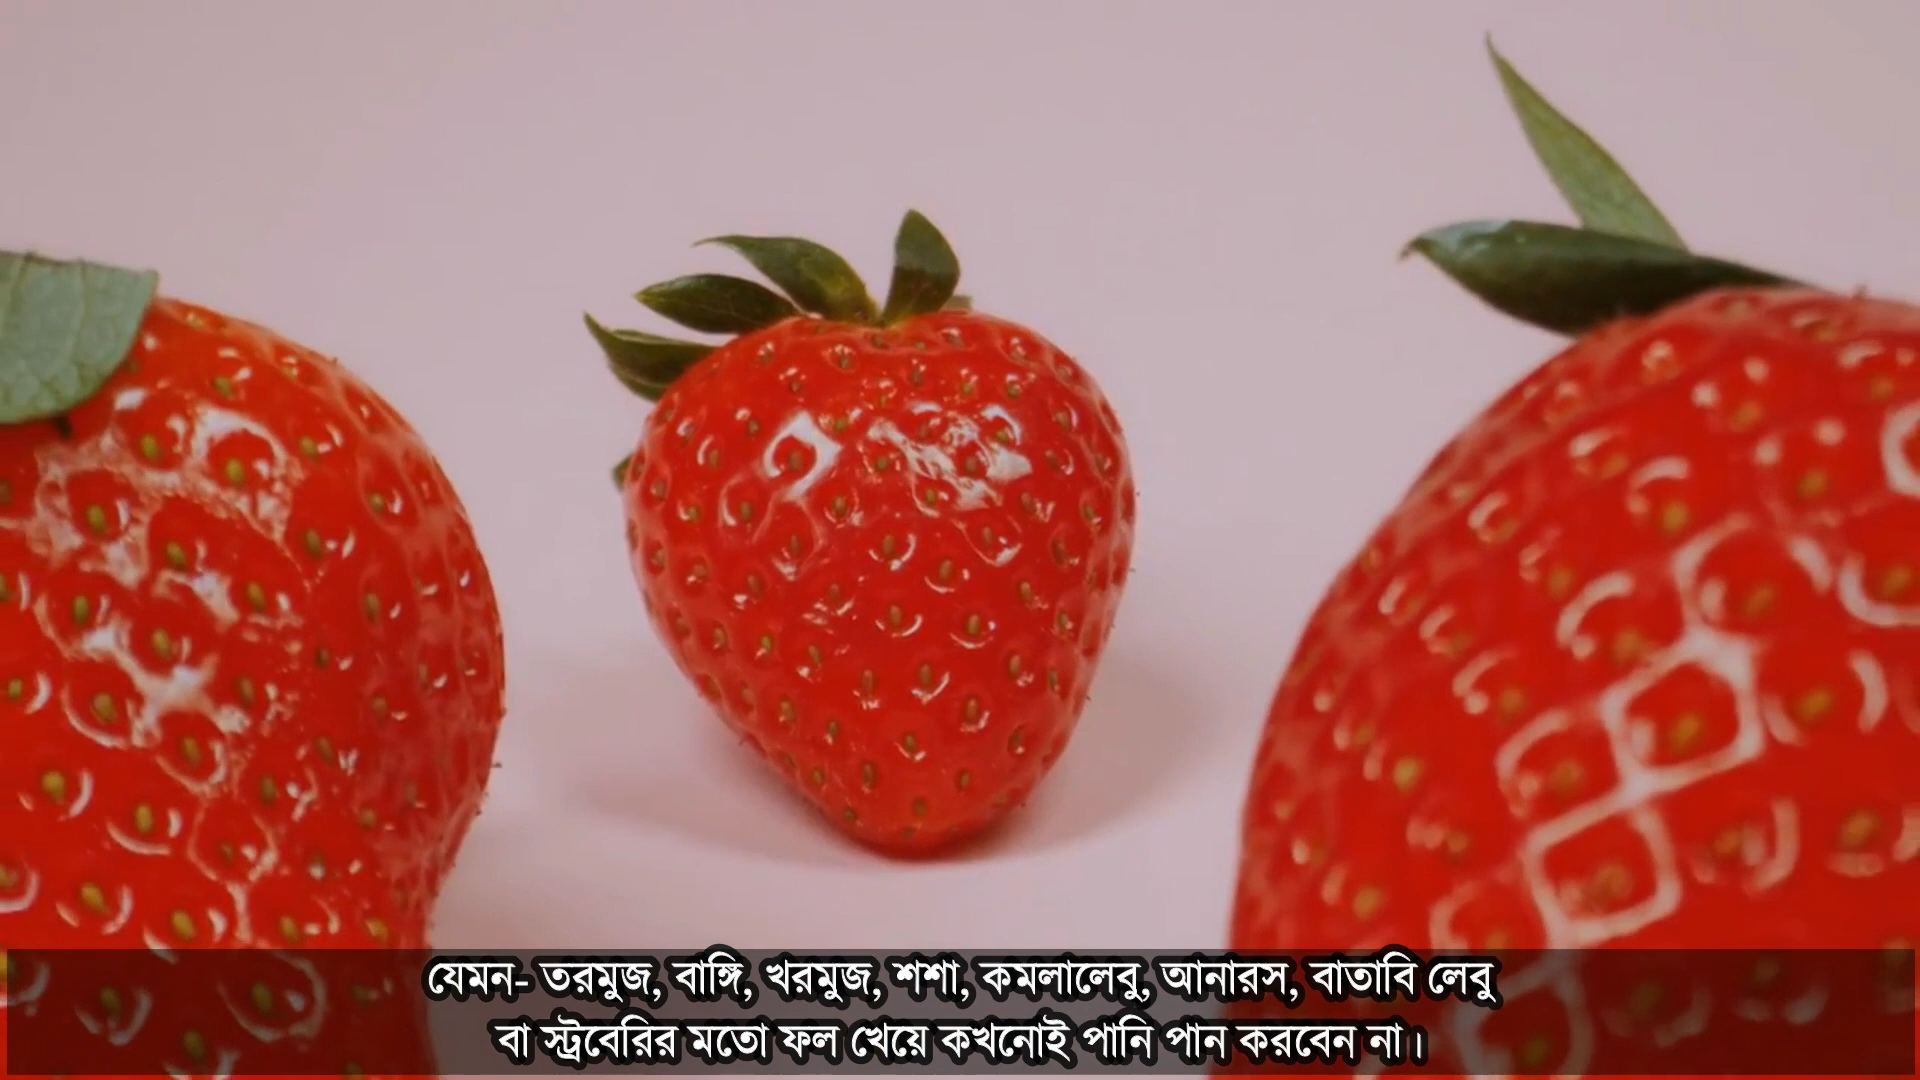 যেমন- তরমুজ, বাঙ্গি, খরমুজ, শশা, কমলালেবু, আনারস, বাতাবি লেবু
বা স্ট্রবেরির মতো ফল খেয়ে কখনোই পানি পান করবেন না।